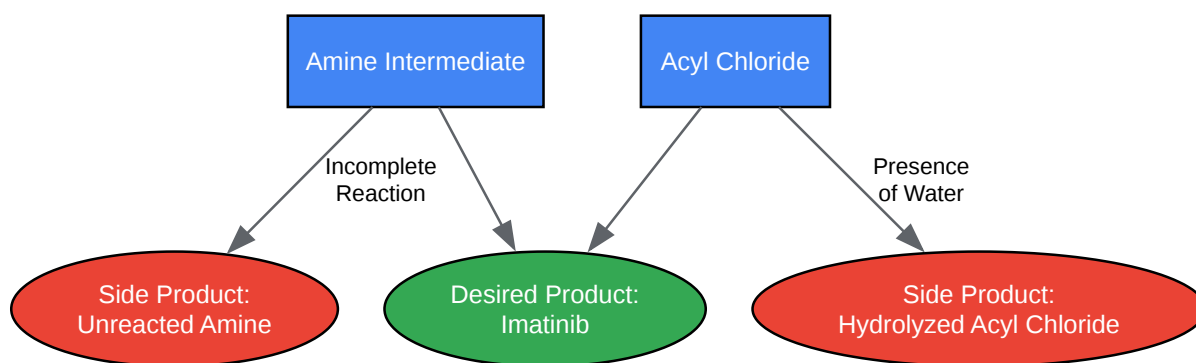 Amine Intermediate
Acyl Chloride
Incomplete
Reaction
Presence
of Water
Side Product:
Unreacted Amine
Desired Product:
Imatinib
Side Product:
Hydrolyzed Acyl Chloride